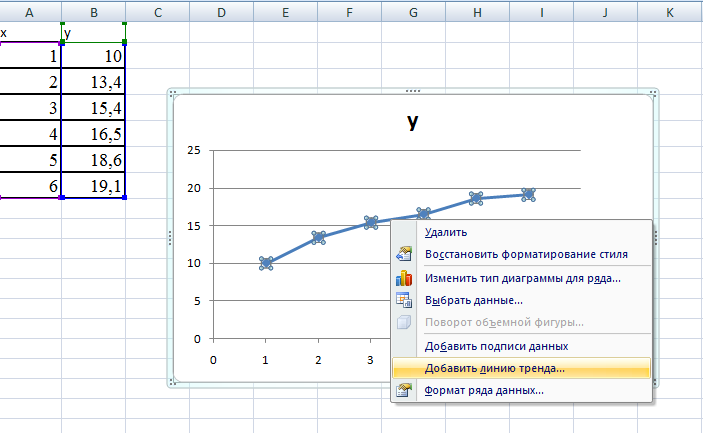 A B C D E F G H I J K
x y
1 10
2 13,4
3 15,4
4 16,5
5 18,6
6 19,1
y
25
20
15
10
5
0
0 1 2 3
Удалить
Восстановить форматирование стиля
Изменить тип диаграммы для ряда...
Выбрать данные...
Поворот объемной фигуры...
Добавить подписи данных
Добавить линию тренда...
Формат ряда данных...